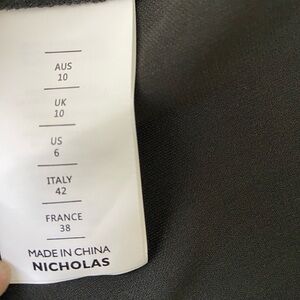 AUS
10
UK
10
US
6
ITALY
42
FRANCE
38
MADE IN CHINA
NICHOLAS